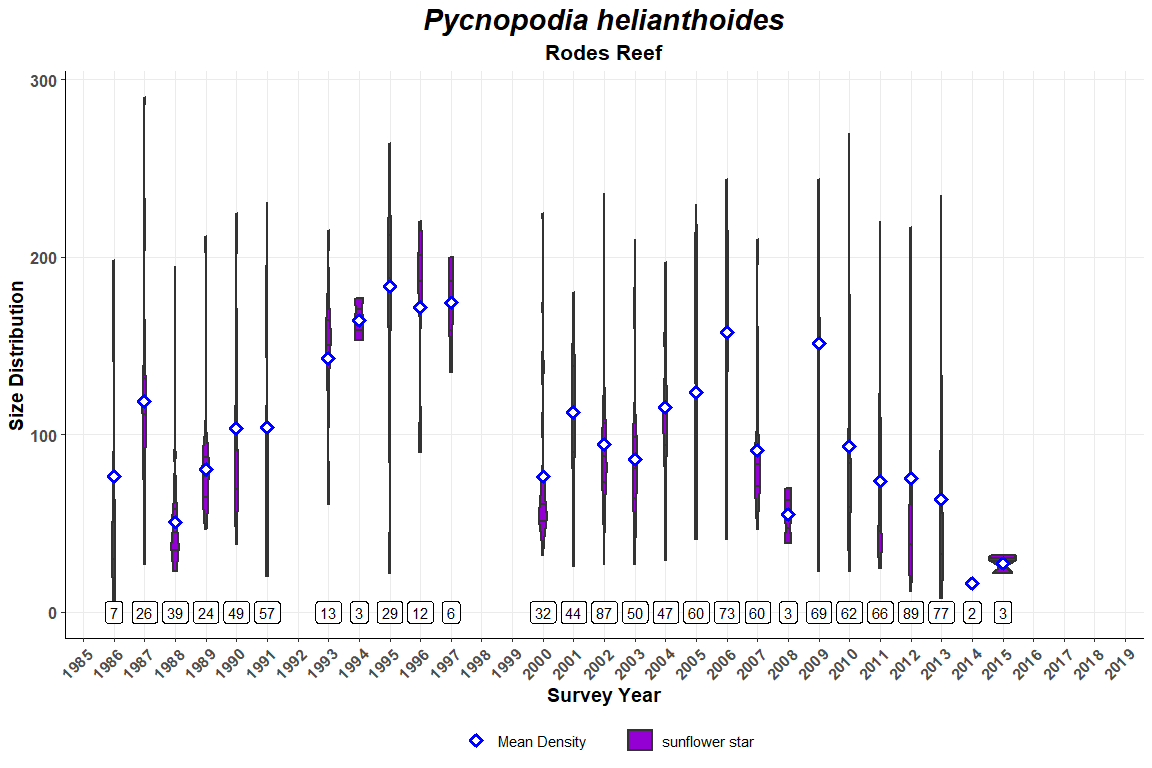 Pycnopodia helianthoides
Rodes Reef
Size Distribution
300
200
100
0
7 26 39 24 49 57 13 3 29 12 6 32 44 87 50 47 60 73 60 3 69 62 66 89 77 2 3
1985 1986 1987 1988 1989 1990 1991 1992 1993 1994 1995 1996 1997 1998 1999 2000 2001 2002 2003 2004 2005 2006 2007 2008 2009 2010 2011 2012 2013 2014 2015 2016 2017 2018 2019
Survey Year
Mean Density sunflower star